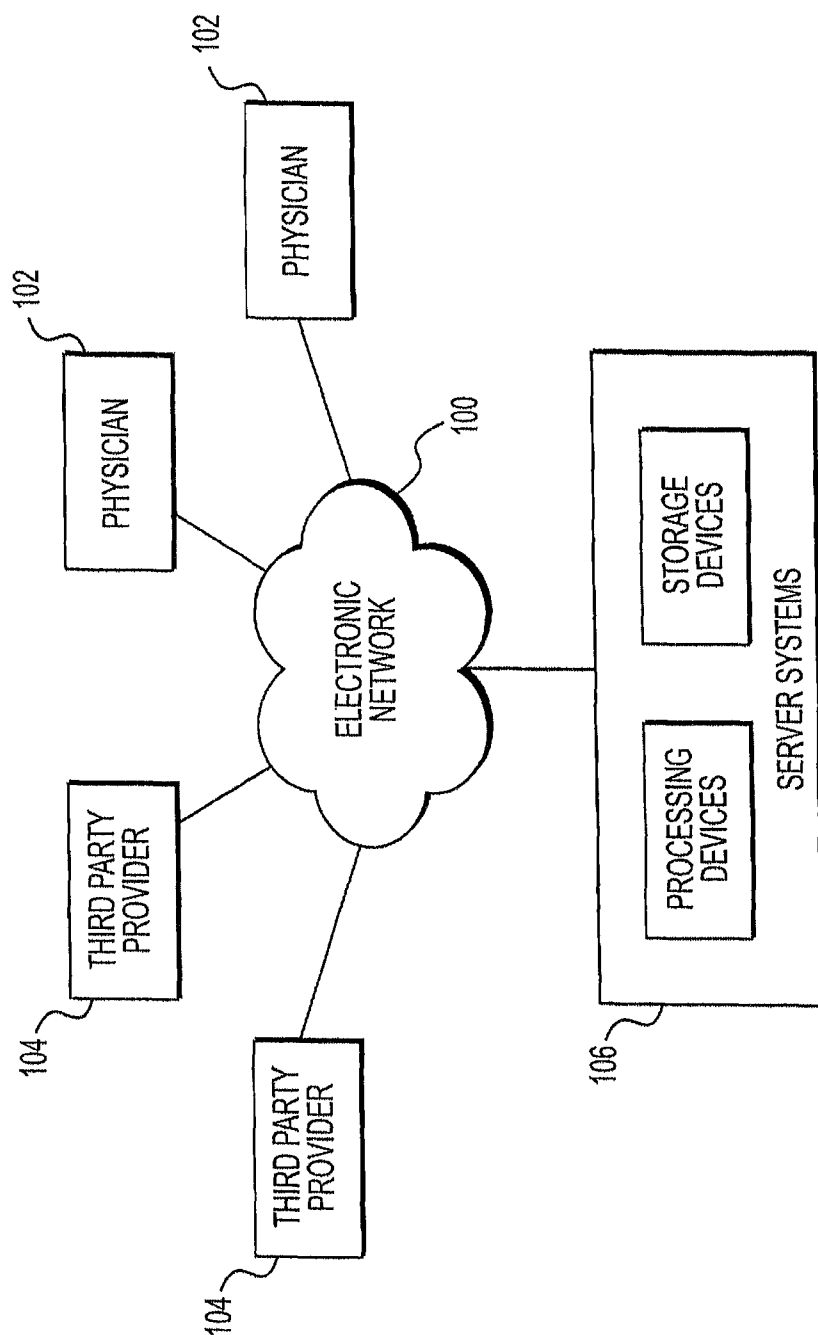 104
THIRD PARTY
PROVIDER
104
THIRD PARTY
PROVIDER
PHYSICIAN
102
PHYSICIAN
102
ELECTRONIC
NETWORK
100
106
PROCESSING
DEVICES
STORAGE
DEVICES
SERVER SYSTEMS